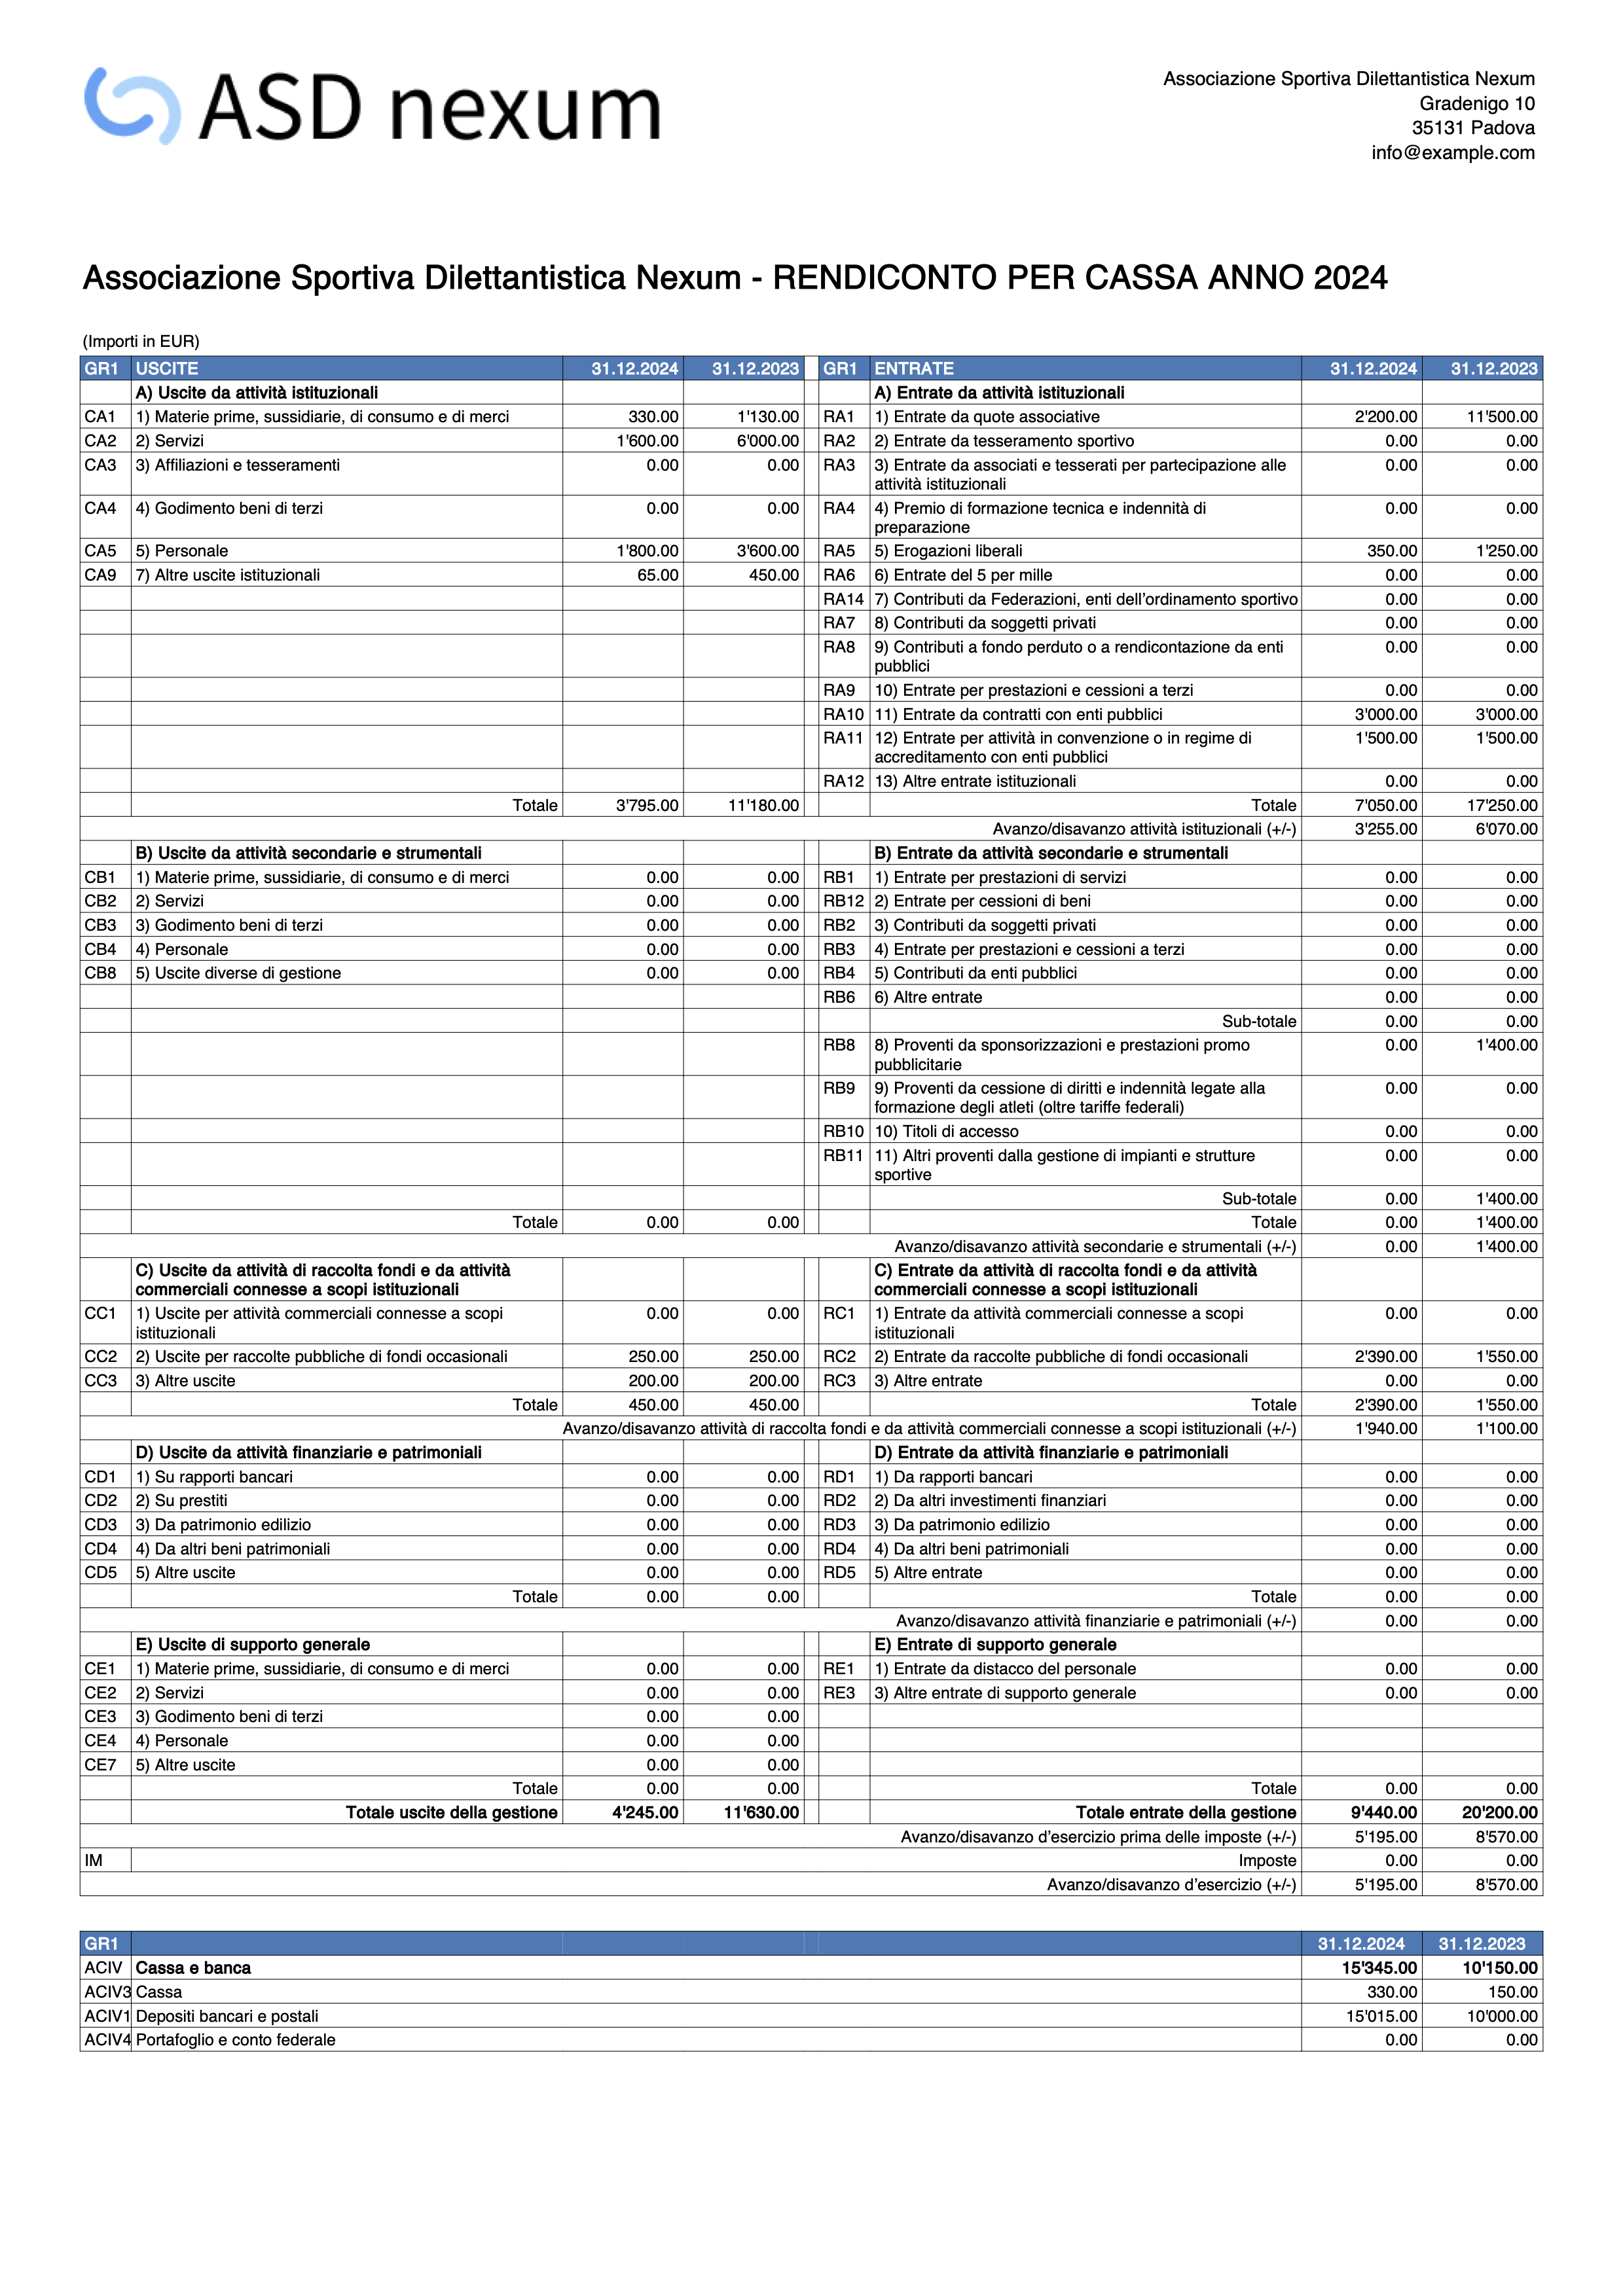 ASD nexum
Associazione Sportiva Dilettantistica Nexum
Gradenigo 10
35131 Padova
info@example.com
Associazione Sportiva Dilettantistica Nexum - RENDICONTO PER CASSA ANNO 2024
(Importi in EUR)
GR1 USCITE 31.12.2024 31.12.2023 GR1 ENTRATE 31.12.2024 31.12.2023
A) Uscite da attività istituzionali A) Entrate da attività istituzionali
CA1 1) Materie prime, sussidiarie, di consumo e di merci 330.00 1'130.00 RA1 1) Entrate da quote associative 2'200.00 11'500.00
CA2 2) Servizi 1'600.00 6'000.00 RA2 2) Entrate da tesseramento sportivo 0.00 0.00
CA3 3) Affiliazioni e tesseramenti 0.00 0.00 RA3 3) Entrate da associati e tesserati per partecipazione alle 0.00 0.00
attività istituzionali
CA4 4) Godimento beni di terzi 0.00 0.00 RA4 4) Premio di formazione tecnica e indennità di 0.00 0.00
preparazione
CA5 5) Personale 1'800.00 3'600.00 RA5 5) Erogazioni liberali 350.00 1'250.00
CA9 7) Altre uscite istituzionali 65.00 450.00 RA6 6) Entrate del 5 per mille 0.00 0.00
RA14 7) Contributi da Federazioni, enti dell’ordinamento sportivo 0.00 0.00
RA7 8) Contributi da soggetti privati 0.00 0.00
RA8 9) Contributi a fondo perduto o a rendicontazione da enti 0.00 0.00
pubblici
RA9 10) Entrate per prestazioni e cessioni a terzi 0.00 0.00
RA10 11) Entrate da contratti con enti pubblici 3'000.00 3'000.00
RA11 12) Entrate per attività in convenzione o in regime di 1'500.00 1'500.00
accreditamento con enti pubblici
RA12 13) Altre entrate istituzionali 0.00 0.00
Totale 3'795.00 11'180.00 Totale 7'050.00 17'250.00
Avanzo/disavanzo attività istituzionali (+/-) 3'255.00 6'070.00
B) Uscite da attività secondarie e strumentali B) Entrate da attività secondarie e strumentali
CB1 1) Materie prime, sussidiarie, di consumo e di merci 0.00 0.00 RB1 1) Entrate per prestazioni di servizi 0.00 0.00
CB2 2) Servizi 0.00 0.00 RB12 2) Entrate per cessioni di beni 0.00 0.00
CB3 3) Godimento beni di terzi 0.00 0.00 RB2 3) Contributi da soggetti privati 0.00 0.00
CB4 4) Personale 0.00 0.00 RB3 4) Entrate per prestazioni e cessioni a terzi 0.00 0.00
CB8 5) Uscite diverse di gestione 0.00 0.00 RB4 5) Contributi da enti pubblici 0.00 0.00
RB6 6) Altre entrate 0.00 0.00
Sub-totale 0.00 0.00
RB8 8) Proventi da sponsorizzazioni e prestazioni promo 0.00 1'400.00
pubblicitarie
RB9 9) Proventi da cessione di diritti e indennità legate alla 0.00 0.00
formazione degli atleti (oltre tariffe federali)
RB10 10) Titoli di accesso 0.00 0.00
RB11 11) Altri proventi dalla gestione di impianti e strutture 0.00 0.00
sportive
Sub-totale 0.00 1'400.00
Totale 0.00 0.00 Totale 0.00 1'400.00
Avanzo/disavanzo attività secondarie e strumentali (+/-) 0.00 1'400.00
C) Uscite da attività di raccolta fondi e da attività C) Entrate da attività di raccolta fondi e da attività
commerciali connesse a scopi istituzionali commerciali connesse a scopi istituzionali
CC1 1) Uscite per attività commerciali connesse a scopi 0.00 0.00 RC1 1) Entrate da attività commerciali connesse a scopi 0.00 0.00
istituzionali istituzionali
CC2 2) Uscite per raccolte pubbliche di fondi occasionali 250.00 250.00 RC2 2) Entrate da raccolte pubbliche di fondi occasionali 2'390.00 1'550.00
CC3 3) Altre uscite 200.00 200.00 RC3 3) Altre entrate 0.00 0.00
Totale 450.00 450.00 Totale 2'390.00 1'550.00
Avanzo/disavanzo attività di raccolta fondi e da attività commerciali connesse a scopi istituzionali (+/-) 1'940.00 1'100.00
D) Uscite da attività finanziarie e patrimoniali D) Entrate da attività finanziarie e patrimoniali
CD1 1) Su rapporti bancari 0.00 0.00 RD1 1) Da rapporti bancari 0.00 0.00
CD2 2) Su prestiti 0.00 0.00 RD2 2) Da altri investimenti finanziari 0.00 0.00
CD3 3) Da patrimonio edilizio 0.00 0.00 RD3 3) Da patrimonio edilizio 0.00 0.00
CD4 4) Da altri beni patrimoniali 0.00 0.00 RD4 4) Da altri beni patrimoniali 0.00 0.00
CD5 5) Altre uscite 0.00 0.00 RD5 5) Altre entrate 0.00 0.00
Totale 0.00 0.00 Totale 0.00 0.00
Avanzo/disavanzo attività finanziarie e patrimoniali (+/-) 0.00 0.00
E) Uscite di supporto generale E) Entrate di supporto generale
CE1 1) Materie prime, sussidiarie, di consumo e di merci 0.00 0.00 RE1 1) Entrate da distacco del personale 0.00 0.00
CE2 2) Servizi 0.00 0.00 RE3 3) Altre entrate di supporto generale 0.00 0.00
CE3 3) Godimento beni di terzi 0.00 0.00
CE4 4) Personale 0.00 0.00
CE7 5) Altre uscite 0.00 0.00
Totale 0.00 0.00 Totale 0.00 0.00
Totale uscite della gestione 4'245.00 11'630.00 Totale entrate della gestione 9'440.00 20'200.00
Avanzo/disavanzo d’esercizio prima delle imposte (+/-) 5'195.00 8'570.00
IM Imposte 0.00 0.00
Avanzo/disavanzo d’esercizio (+/-) 5'195.00 8'570.00
GR1 31.12.2024 31.12.2023
ACIV Cassa e banca 15'345.00 10'150.00
ACIV3 Cassa 330.00 150.00
ACIV1 Depositi bancari e postali 15'015.00 10'000.00
ACIV4 Portafoglio e conto federale 0.00 0.00